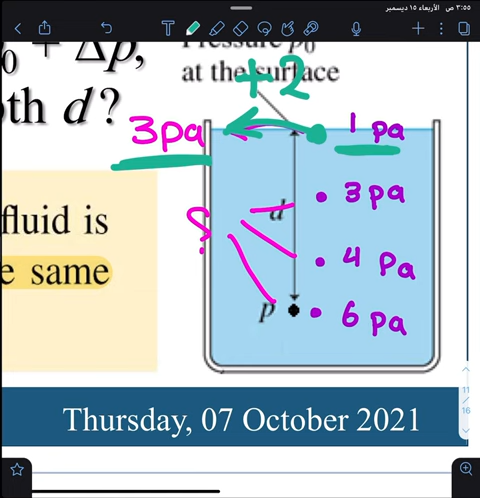 ٣:٥٥ ص الأربعاء ١٥ ديسمبر
0 + Δp,
Pressure p0
at the surface
+2
oth d?
3pa
1 pa
fluid is
d
3 pa
e same
?
4 Pa
p
6 pa
11
16
Thursday, 07 October 2021